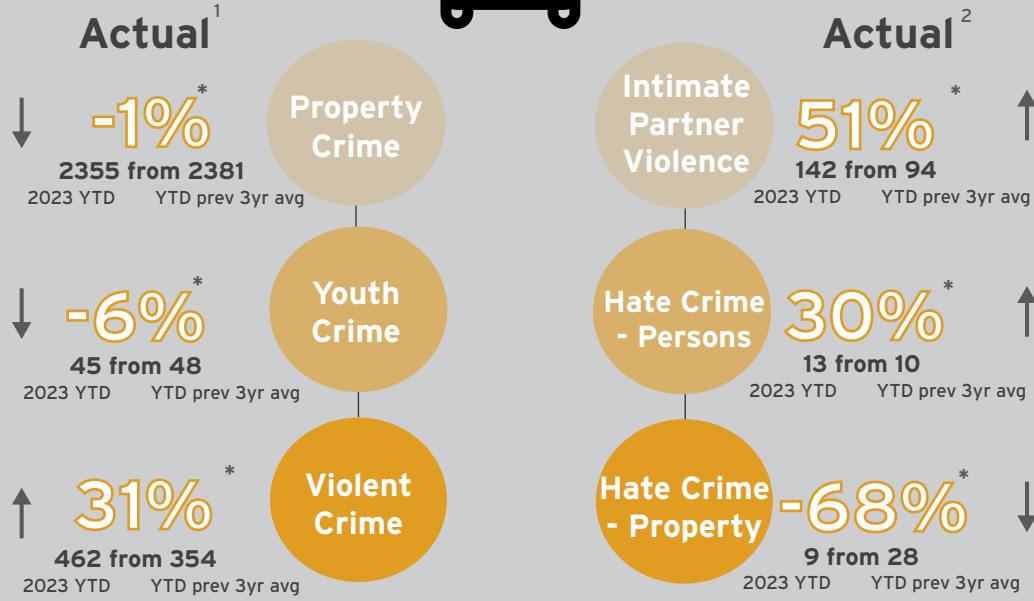 Actual 1
-1%*
2355 from 2381
2023 YTD YTD prev 3yr avg
Property
Crime
-6%*
45 from 48
2023 YTD YTD prev 3yr avg
Youth
Crime
31%*
462 from 354
2023 YTD YTD prev 3yr avg
Violent
Crime
Actual 2
Intimate
Partner
Violence
51%*
142 from 94
2023 YTD YTD prev 3yr avg
Hate Crime
- Persons
30%*
13 from 10
2023 YTD YTD prev 3yr avg
Hate Crime
- Property
-68%*
9 from 28
2023 YTD YTD prev 3yr avg